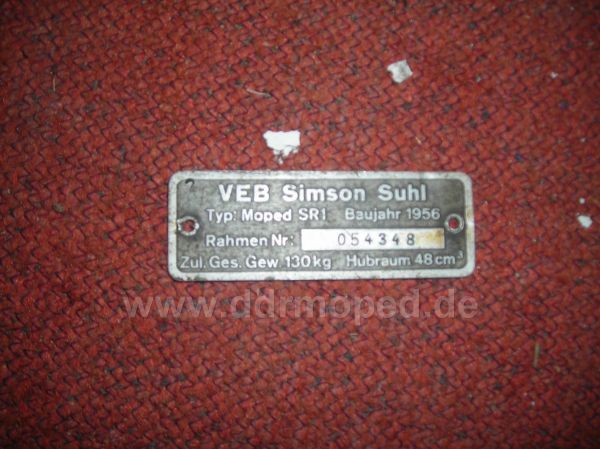 VEB Simson Suhl
Typ: Moped SR1 Baujahr 1956
Rahmen Nr: 054348
Zul. Ges. Gew. 130kg Hubraum 48cm³
www.ddrmoped.de